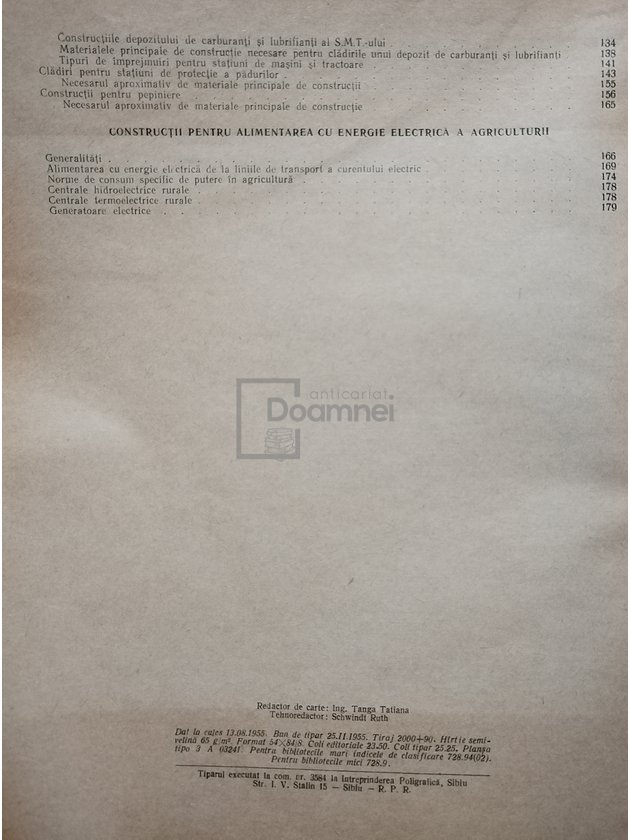 Construcțiile depozitului de carburanți și lubrifianți al S.M.T.-ului . . . . . . . . . . 134
Materialele principale de construcție necesare pentru clădirile unui depozit de carburanți și lubrifianți 138
Tipuri de împrejmuiri pentru stațiuni de mașini și tractoare . . . . . . . . . . 141
Clădiri pentru stațiuni de protecție a pădurilor . . . . . . . . . . 143
Necesarul aproximativ de materiale principale de construcții . . . . . . . . . . 155
Construcții pentru pepiniere . . . . . . . . . . 156
Necesarul aproximativ de materiale principale de construcție . . . . . . . . . . 165
CONSTRUCȚII PENTRU ALIMENTAREA CU ENERGIE ELECTRICĂ A AGRICULTURII
Generalități . . . . . . . . . . 166
Alimentarea cu energie electrică de la liniile de transport a curentului electric . . . . . . . . . . 169
Norme de consum specific de putere în agricultură . . . . . . . . . . 174
Centrale hidroelectrice rurale . . . . . . . . . . 178
Centrale termoelectrice rurale . . . . . . . . . . 178
Generatoare electrice . . . . . . . . . . 179
anticariat
Doamnei
Redactor de carte: Ing. Tanga Tatiana
Tehnoredactor: Schwindt Ruth
Dat la cules 13.08.1955. Bun de tipar 25.11.1955. Tiraj 2000+90. Hîrtie semi-
velină 65 g/m². Format 54×84/8. Coli editoriale 23.50. Coli tipar 25.25. Planșa
tipo 3 A 03241. Pentru bibliotecile mari indicele de clasificare 728.94(02).
Pentru bibliotecile mici 728.9.
Tiparul executat la com. nr. 3584 la Intreprinderea Poligrafică, Sibiu
Str. I. V. Stalin 15 — Sibiu — R. P. R.